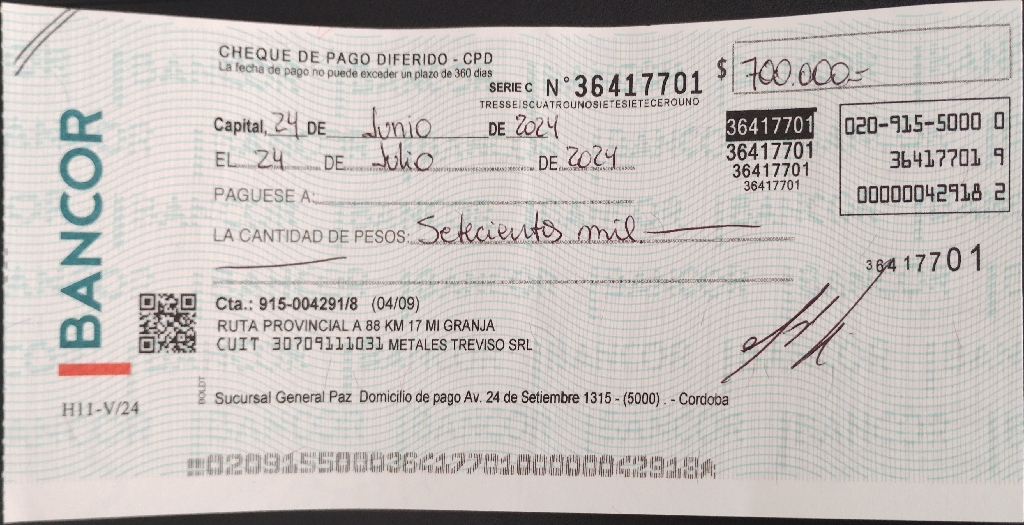 CHEQUE DE PAGO DIFERIDO - CPD
La fecha de pago no puede exceder un plazo de 360 dias
SERIE C N°36417701
TRESSEISCUATROUNOSIETESIETECEROUNO
$ 700.000=
Capital, 24 DE Junio DE 2024
EL 24 DE Julio DE 2024
PAGUESE A:
LA CANTIDAD DE PESOS: Setecientos mil
36417701
36417701
36417701
36417701
020-915-5000 0
36417701 9
00000042918 2
36417701
BANCOR
H11-V/24
Cta.: 915-004291/8 (04/09)
RUTA PROVINCIAL A 88 KM 17 MI GRANJA
CUIT 30709111031 METALES TREVISO SRL
BOLDT
Sucursal General Paz Domicilio de pago Av. 24 de Setiembre 1315 - (5000) . - Cordoba